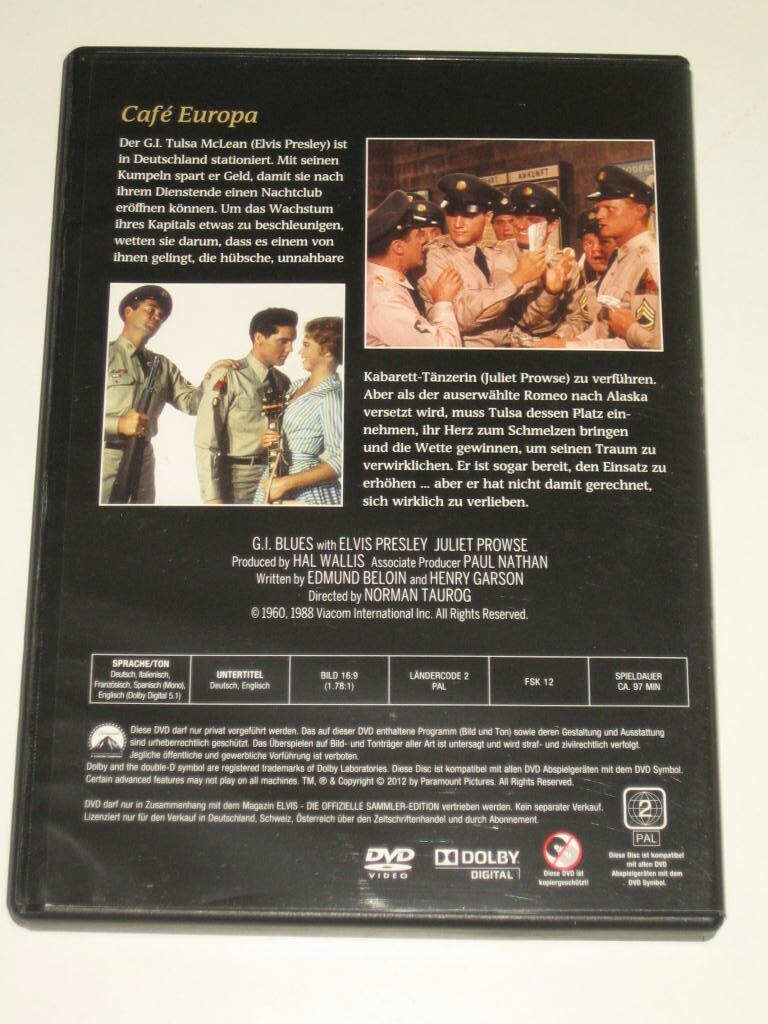 Café Europa
Der G.I. Tulsa McLean (Elvis Presley) ist
in Deutschland stationiert. Mit seinen
Kumpeln spart er Geld, damit sie nach
ihrem Dienstende einen Nachtclub
eröffnen können. Um das Wachstum
ihres Kapitals etwas zu beschleunigen,
wetten sie darum, dass es einem von
ihnen gelingt, die hübsche, unnahbare
ANKUNFT
Kabarett-Tänzerin (Juliet Prowse) zu verführen.
Aber als der auserwählte Romeo nach Alaska
versetzt wird, muss Tulsa dessen Platz ein-
nehmen, ihr Herz zum Schmelzen bringen
und die Wette gewinnen, um seinen Traum zu
verwirklichen. Er ist sogar bereit, den Einsatz zu
erhöhen ... aber er hat nicht damit gerechnet,
sich wirklich zu verlieben.
G.I. BLUES with ELVIS PRESLEY JULIET PROWSE
Produced by HAL WALLIS Associate Producer PAUL NATHAN
Written by EDMUND BELOIN and HENRY GARSON
Directed by NORMAN TAUROG
© 1960, 1988 Viacom International Inc. All Rights Reserved.
SPRACHE/TON
Deutsch, Italienisch,
Französisch, Spanisch (Mono),
Englisch (Dolby Digital 5.1)
UNTERTITEL
Deutsch, Englisch
BILD 16:9
(1.78:1)
LÄNDERCODE 2
PAL
FSK 12
SPIELDAUER
CA. 97 MIN
Diese DVD darf nur privat vorgeführt werden. Das auf dieser DVD enthaltene Programm (Bild und Ton) sowie deren Gestaltung und Ausstattung
sind urheberrechtlich geschützt. Das Überspielen auf Bild- und Tonträger aller Art ist untersagt und wird straf- und zivilrechtlich verfolgt.
Jegliche öffentliche und gewerbliche Vorführung ist verboten.
Dolby and the double-D symbol are registered trademarks of Dolby Laboratories. Diese Disc ist kompatibel mit allen DVD Abspielgeräten mit dem DVD Symbol.
Certain advanced features may not play on all machines. TM, ® & Copyright © 2012 by Paramount Pictures. All Rights Reserved.
DVD darf nur in Zusammenhang mit dem Magazin ELVIS - DIE OFFIZIELLE SAMMLER-EDITION vertrieben werden. Kein separater Verkauf.
Lizenziert nur für den Verkauf in Deutschland, Schweiz, Österreich über den Zeitschriftenhandel und durch Abonnement.
2
PAL
DVD
VIDEO
DOLBY
DIGITAL
Diese DVD ist
kopiergeschützt!
Diese Disc ist kompatibel
mit allen DVD
Abspielgeräten mit dem
DVD Symbol.